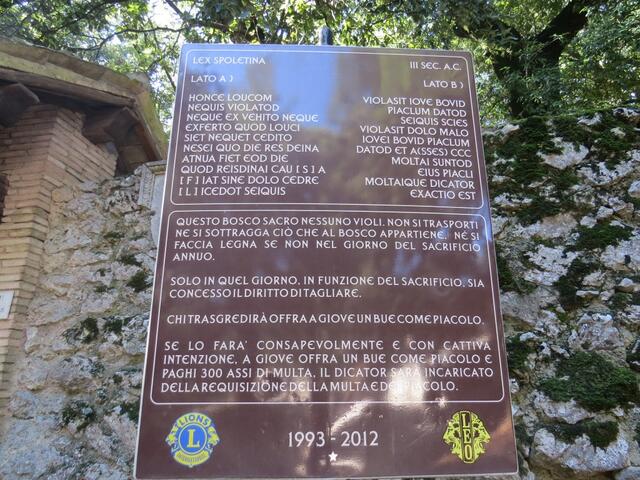 LEX SPOLETINA
III SEC. A.C.
LATO A )
HONCE LOUCOM
NEQUIS VIOLATOD
NEQUE EX VEHITO NEQUE
EXFERTO QUOD LOUCI
SIET NEQUET CEDITO
NESEI QUO DIE RES DEINA
ATNUA FIET EOD DIE
QUOD REISDINAI CAU [ S ] A
[ F ] IAT SINE DOLO CEDRE
[ L ] ICEDOT SEIQUIS
LATO B )
VIOLASIT IOVE BOVID
PIACLUM DATOD
SEIQUIS SCIES
VIOLASIT DOLO MALO
IOVEI BOVID PIACLUM
DATOD ET A(SSES) CCC
MOLTAI SUNTOD
EIUS PIACLI
MOLTAIQUE DICATOR
EXACTIO EST
QUESTO BOSCO SACRO NESSUNO VIOLI. NON SI TRASPORTI
NE SI SOTTRAGGA CIÒ CHE AL BOSCO APPARTIENE. NÉ SI
FACCIA LEGNA SE NON NEL GIORNO DEL SACRIFICIO
ANNUO.
SOLO IN QUEL GIORNO, IN FUNZIONE DEL SACRIFICIO, SIA
CONCESSO IL DIRITTO DI TAGLIARE.
CHI TRASGREDIRÀ OFFRA A GIOVE UN BUE COME PIACOLO.
SE LO FARA' CONSAPEVOLMENTE E CON CATTIVA
INTENZIONE, A GIOVE OFFRA UN BUE COME PIACOLO E
PAGHI 300 ASSI DI MULTA. IL DICATOR SARÀ INCARICATO
DELLA REQUISIZIONE DELLA MULTA E DEL PIACOLO.
LIONS
L
INTERNATIONAL
1993 - 2012
LEO